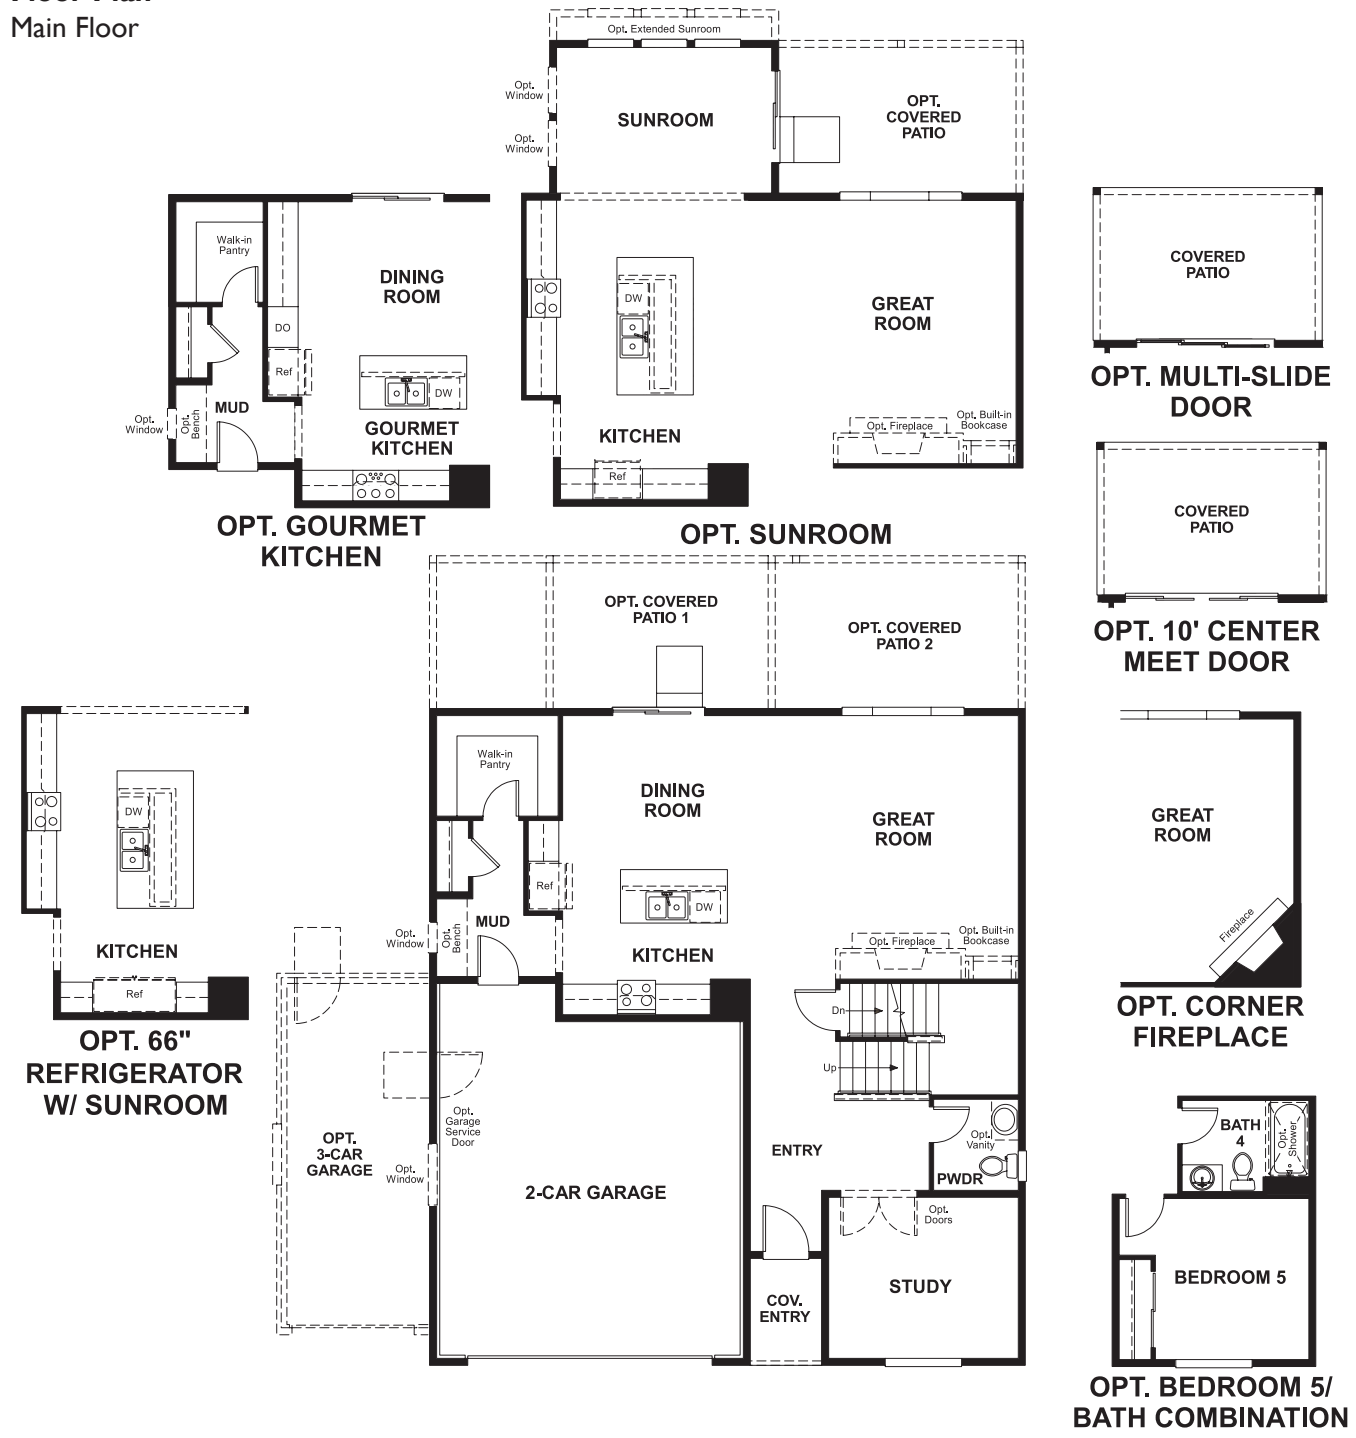 Floor Plan
Main Floor
Opt. Extended Sunroom
Opt.
Window
Opt.
Window
SUNROOM
OPT.
COVERED
PATIO
Walk-in
Pantry
DINING
ROOM
DO
Ref
DW
MUD
Opt.
Window
Opt.
Bench
GOURMET
KITCHEN
OPT. GOURMET
KITCHEN
DW
GREAT
ROOM
KITCHEN
Opt. Fireplace
Opt. Built-in
Bookcase
Ref
OPT. SUNROOM
COVERED
PATIO
OPT. MULTI-SLIDE
DOOR
COVERED
PATIO
OPT. 10' CENTER
MEET DOOR
OPT. COVERED
PATIO 1
OPT. COVERED
PATIO 2
DW
KITCHEN
Ref
OPT. 66"
REFRIGERATOR
W/ SUNROOM
Walk-in
Pantry
DINING
ROOM
GREAT
ROOM
Ref
DW
MUD
Opt.
Window
Opt.
Bench
KITCHEN
Opt. Fireplace
Opt. Built-in
Bookcase
Dn
Up
Opt.
Garage
Service
Door
OPT.
3-CAR
GARAGE
Opt.
Window
2-CAR GARAGE
ENTRY
Opt.
Vanity
PWDR
Opt.
Doors
STUDY
COV.
ENTRY
GREAT
ROOM
Fireplace
OPT. CORNER
FIREPLACE
BATH
4
Opt.
Shower
BEDROOM 5
OPT. BEDROOM 5/
BATH COMBINATION